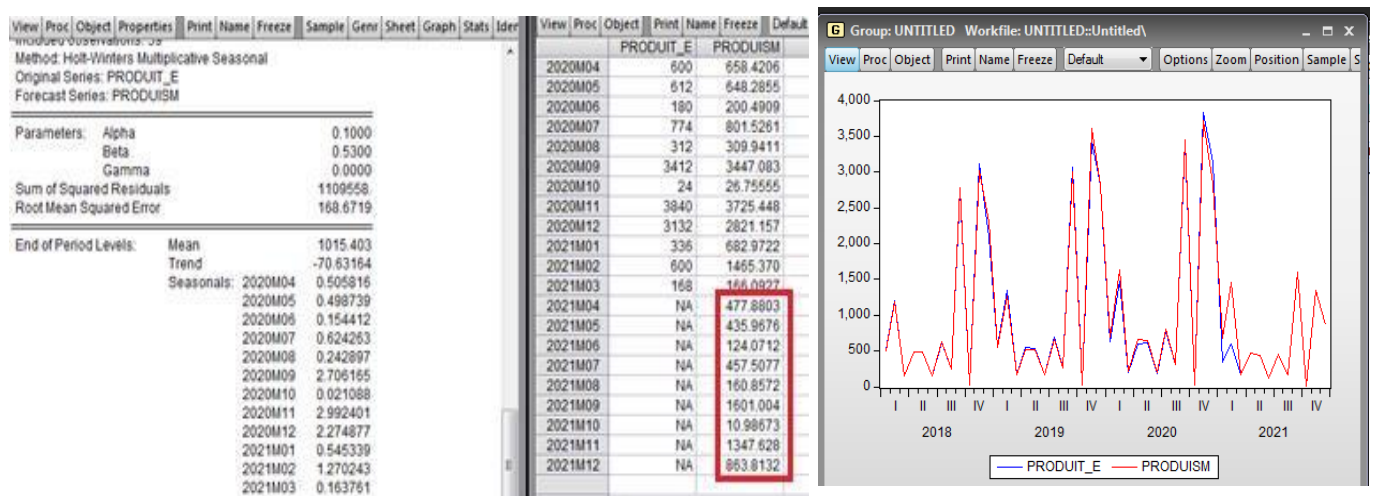 View Proc Object Properties Print Name Freeze Sample Genr Sheet Graph Stats Iden
Included observations: 39
Method: Holt-Winters Multiplicative Seasonal
Original Series: PRODUIT_E
Forecast Series: PRODUISM
Parameters: Alpha 0.1000
Beta 0.5300
Gamma 0.0000
Sum of Squared Residuals 1109558.
Root Mean Squared Error 168.6719
End of Period Levels: Mean 1015.403
Trend -70.63164
Seasonals: 2020M04 0.505816
2020M05 0.498739
2020M06 0.154412
2020M07 0.624263
2020M08 0.242897
2020M09 2.706165
2020M10 0.021088
2020M11 2.992401
2020M12 2.274877
2021M01 0.545339
2021M02 1.270243
2021M03 0.163761
View Proc Object Print Name Freeze Default
PRODUIT_E PRODUISM
2020M04 600 658.4206
2020M05 612 648.2855
2020M06 180 200.4909
2020M07 774 801.5261
2020M08 312 309.9411
2020M09 3412 3447.083
2020M10 24 26.75555
2020M11 3840 3725.448
2020M12 3132 2821.157
2021M01 336 682.9722
2021M02 600 1465.370
2021M03 168 166.0927
2021M04 NA 477.8803
2021M05 NA 435.9676
2021M06 NA 124.0712
2021M07 NA 457.5077
2021M08 NA 160.8572
2021M09 NA 1601.004
2021M10 NA 10.98673
2021M11 NA 1347.628
2021M12 NA 863.8132
G Group: UNTITLED Workfile: UNTITLED::Untitled\
View Proc Object Print Name Freeze Default Options Zoom Position Sample S
4,000
3,500
3,000
2,500
2,000
1,500
1,000
500
0
I II III IV I II III IV I II III IV I II III IV
2018 2019 2020 2021
PRODUIT_E PRODUISM